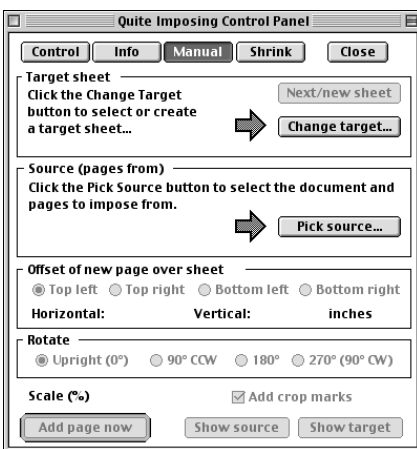 Quite Imposing Control Panel
Control Info Manual Shrink Close
Target sheet
Click the Change Target
button to select or create
a target sheet...
Next/new sheet
Change target...
Source (pages from)
Click the Pick Source button to select the document and
pages to impose from.
Pick source...
Offset of new page over sheet
Top left Top right Bottom left Bottom right
Horizontal: Vertical: inches
Rotate
Upright (0°) 90° CCW 180° 270° (90° CW)
Scale (%) Add crop marks
Add page now Show source Show target